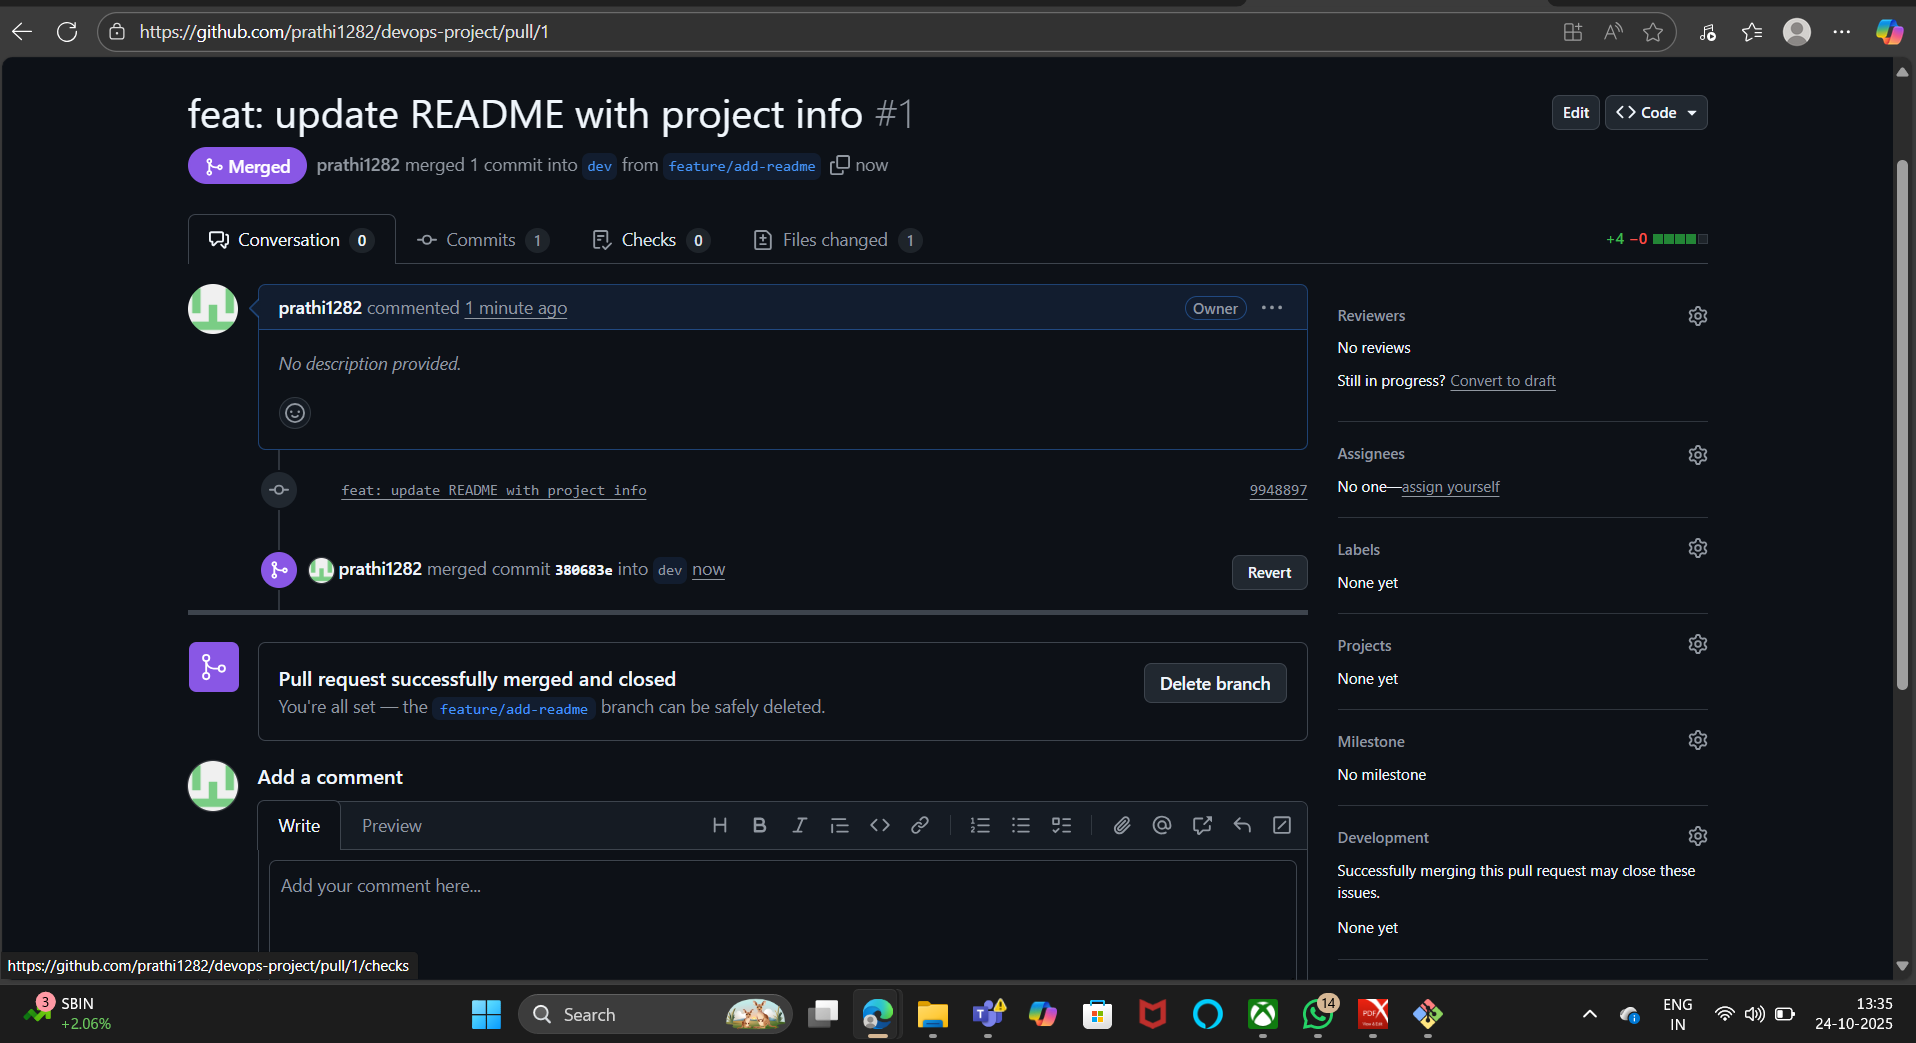 https://github.com/prathi1282/devops-project/pull/1
feat: update README with project info #1
Edit
Code
Merged
prathi1282 merged 1 commit into dev from feature/add-readme now
Conversation 0
Commits 1
Checks 0
Files changed 1
+4 −0
prathi1282 commented 1 minute ago
Owner
No description provided.
feat: update README with project info
9948897
prathi1282 merged commit 380683e into dev now
Revert
Pull request successfully merged and closed
You're all set — the feature/add-readme branch can be safely deleted.
Delete branch
Add a comment
Write
Preview
Add your comment here...
Reviewers
No reviews
Still in progress? Convert to draft
Assignees
No one—assign yourself
Labels
None yet
Projects
None yet
Milestone
No milestone
Development
Successfully merging this pull request may close these
issues.
None yet
https://github.com/prathi1282/devops-project/pull/1/checks
3
SBIN
+2.06%
Search
14
PDF
ENG
IN
13:35
24-10-2025